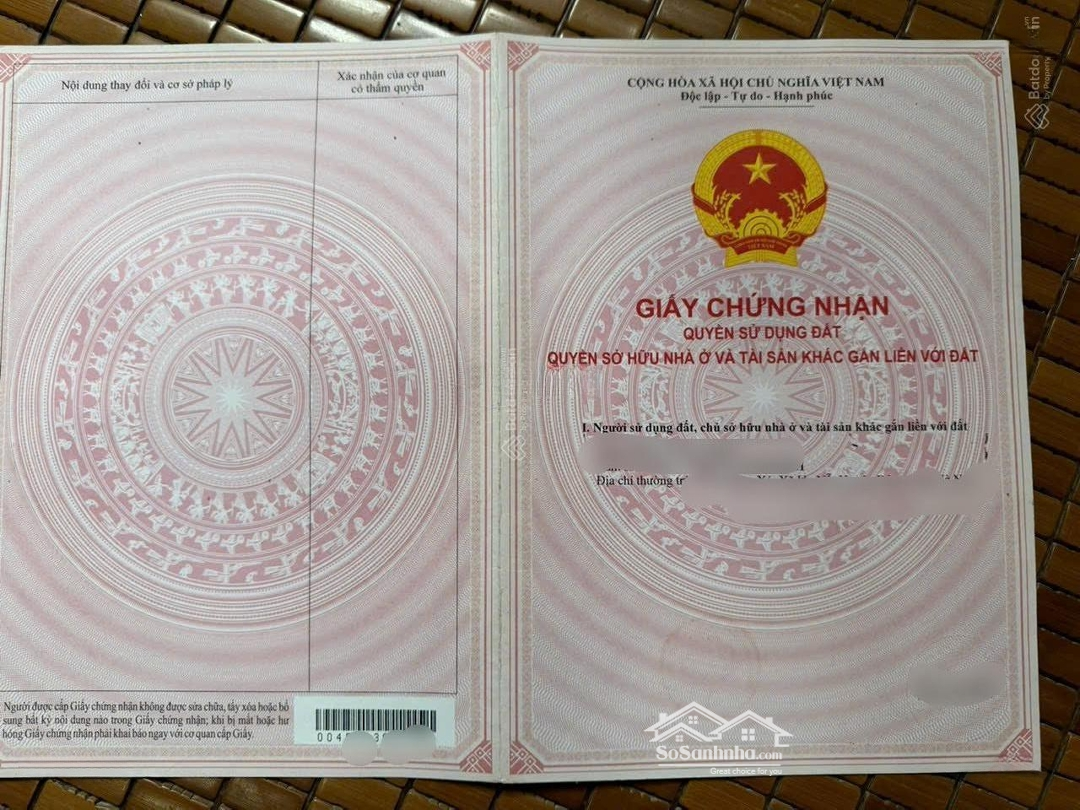 Nội dung thay đổi và cơ sở pháp lý
Xác nhận của cơ quan
có thẩm quyền
Người được cấp Giấy chứng nhận không được sửa chữa, tẩy xóa hoặc bổ
sung bất kỳ nội dung nào trong Giấy chứng nhận; khi bị mất hoặc hư
hỏng Giấy chứng nhận phải khai báo ngay với cơ quan cấp Giấy.
CỘNG HÒA XÃ HỘI CHỦ NGHĨA VIỆT NAM
Độc lập - Tự do - Hạnh phúc
VIỆT NAM
GIẤY CHỨNG NHẬN
QUYỀN SỬ DỤNG ĐẤT
QUYỀN SỞ HỮU NHÀ Ở VÀ TÀI SẢN KHÁC GẮN LIỀN VỚI ĐẤT
I. Người sử dụng đất, chủ sở hữu nhà ở và tài sản khác gắn liền với đất
Địa chỉ thường
SoSanhnha.com
Great choice for you
by Property